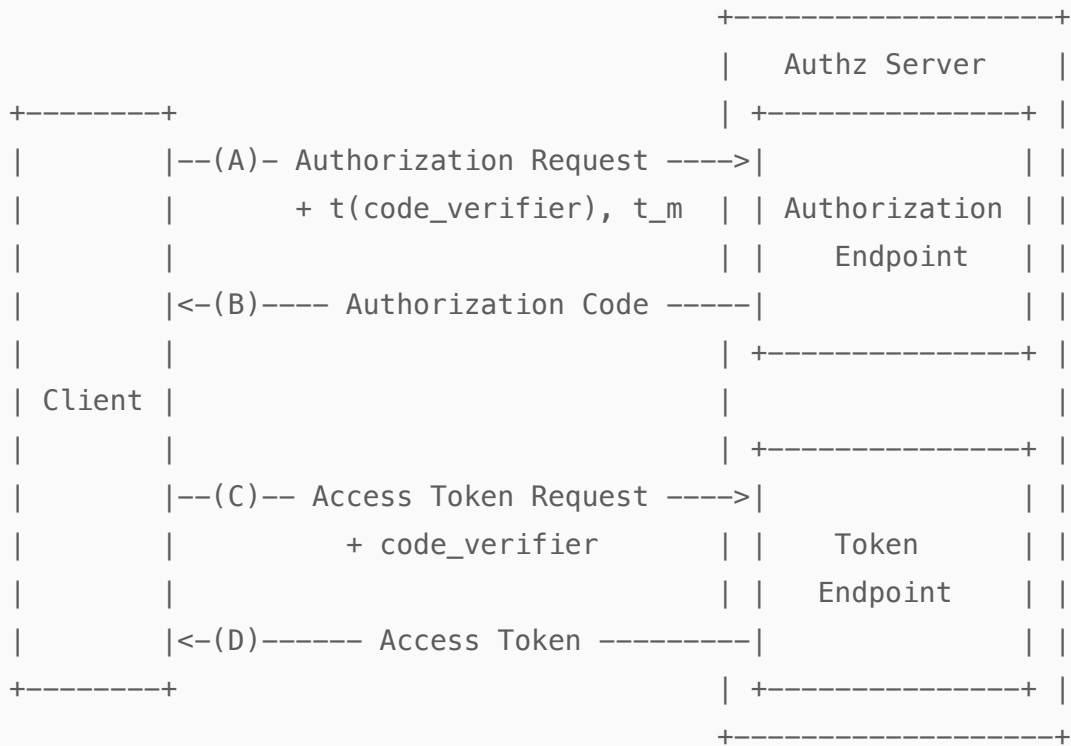 +-------------------+
|   Authz Server    |
+--------+                                | +---------------+ |
|        |--(A)- Authorization Request ---->|               | |
|        |       + t(code_verifier), t_m  | | Authorization | |
|        |                                | |    Endpoint   | |
|        |<-(B)---- Authorization Code -----|               | |
|        |                                | +---------------+ |
| Client |                                |                   |
|        |                                | +---------------+ |
|        |--(C)-- Access Token Request ---->|               | |
|        |          + code_verifier       | |    Token      | |
|        |                                | |   Endpoint    | |
|        |<-(D)------ Access Token ---------|               | |
+--------+                                | +---------------+ |
+-------------------+